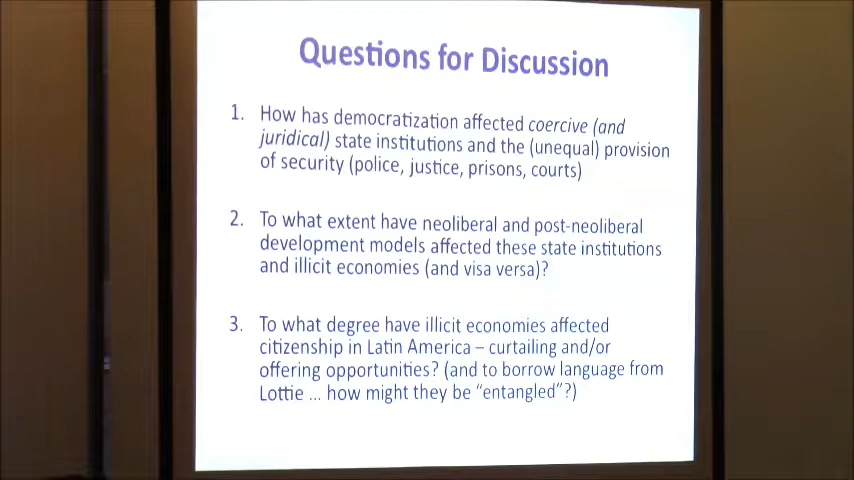 Questions for Discussion
1. How has democratization affected coercive (and
juridical) state institutions and the (unequal) provision
of security (police, justice, prisons, courts)
2. To what extent have neoliberal and post-neoliberal
development models affected these state institutions
and illicit economies (and visa versa)?
3. To what degree have illicit economies affected
citizenship in Latin America – curtailing and/or
offering opportunities? (and to borrow language from
Lottie ... how might they be “entangled”?)